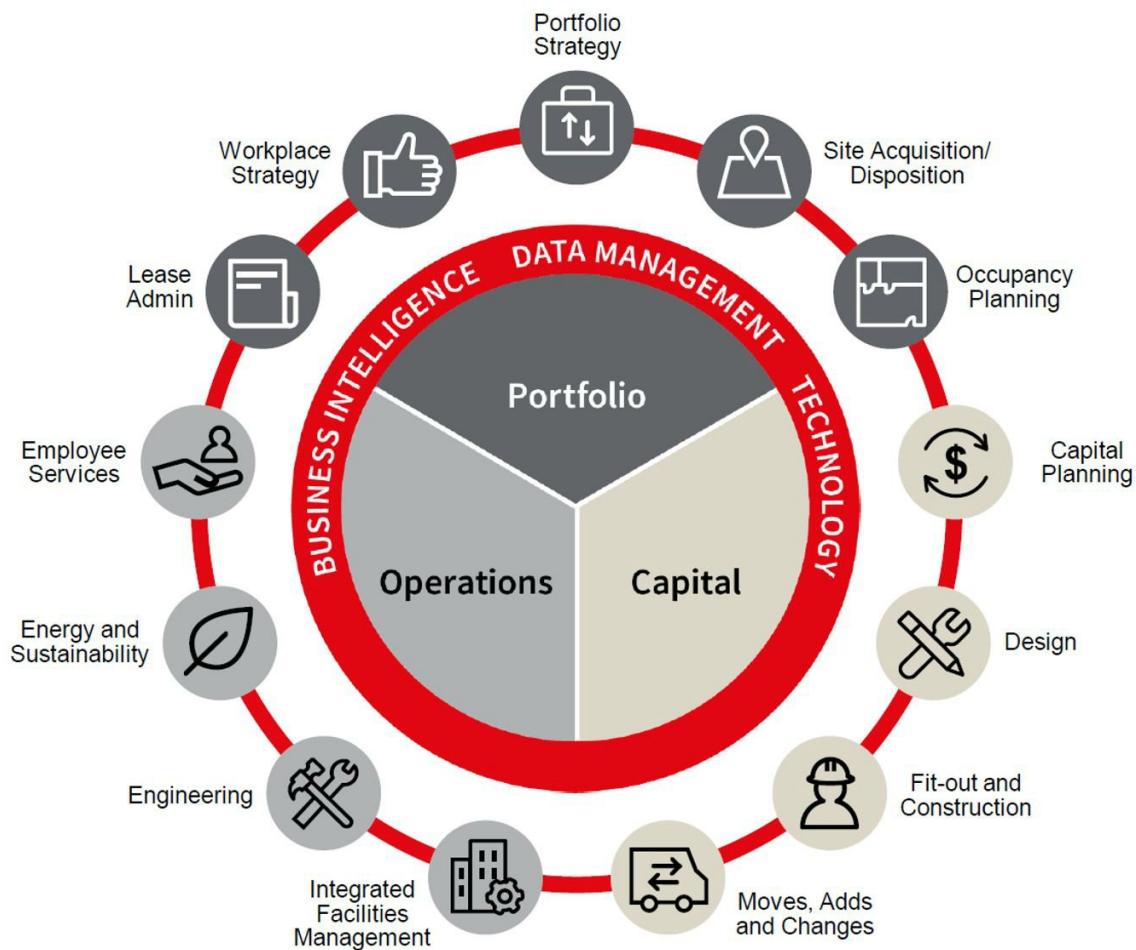 Portfolio
Strategy
Workplace
Strategy
Site Acquisition/
Disposition
Lease
Admin
Occupancy
Planning
BUSINESS INTELLIGENCE
DATA MANAGEMENT
TECHNOLOGY
Portfolio
Employee
Services
Capital
Planning
$
Operations
Capital
Energy and
Sustainability
Design
Engineering
Fit-out and
Construction
Integrated
Facilities
Management
Moves, Adds
and Changes